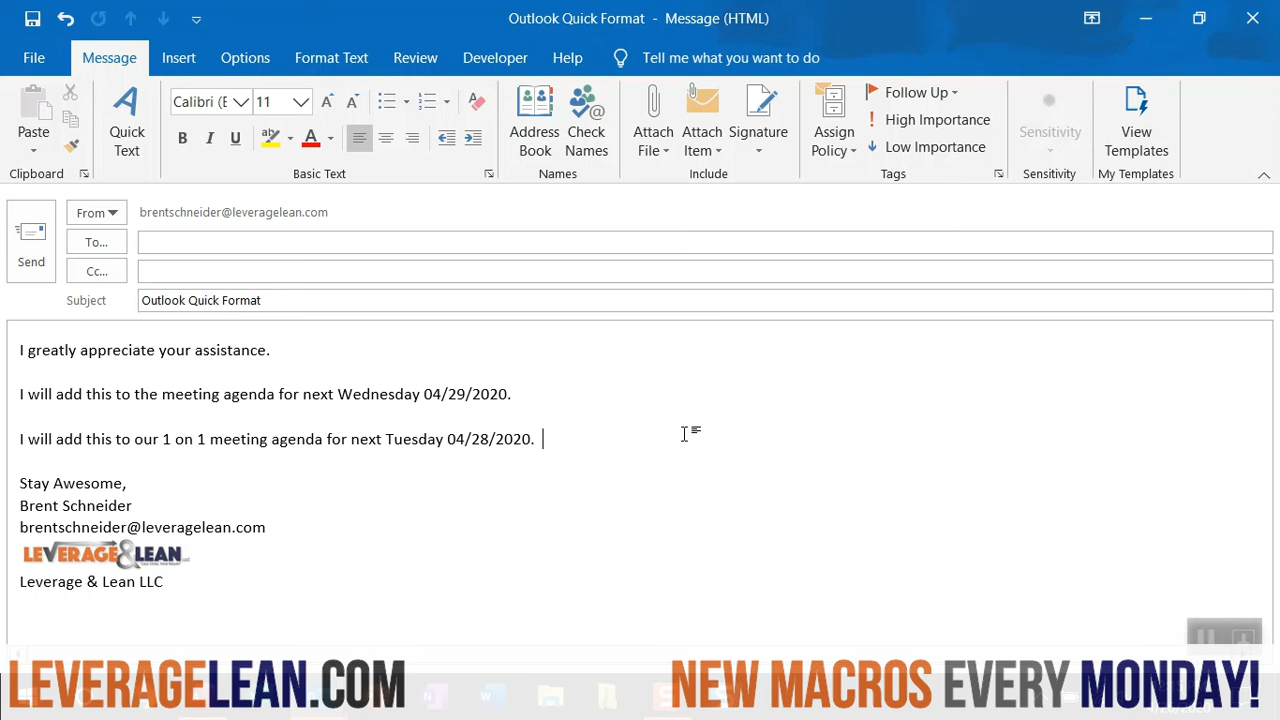 Outlook Quick Format - Message (HTML)
File Message Insert Options Format Text Review Developer Help Tell me what you want to do
Paste
Clipboard
Quick Text
Calibri (E 11
Basic Text
Address Book
Check Names
Names
Attach File
Attach Item
Signature
Include
Assign Policy
Follow Up
High Importance
Low Importance
Tags
Sensitivity
Sensitivity
View Templates
My Templates
Send
From brentschneider@leveragelean.com
To...
Cc...
Subject Outlook Quick Format
I greatly appreciate your assistance.
I will add this to the meeting agenda for next Wednesday 04/29/2020.
I will add this to our 1 on 1 meeting agenda for next Tuesday 04/28/2020.
Stay Awesome,
Brent Schneider
brentschneider@leveragelean.com
LEVERAGE&LEAN
Leverage & Lean LLC
LEVERAGELEAN.COM NEW MACROS EVERY MONDAY!